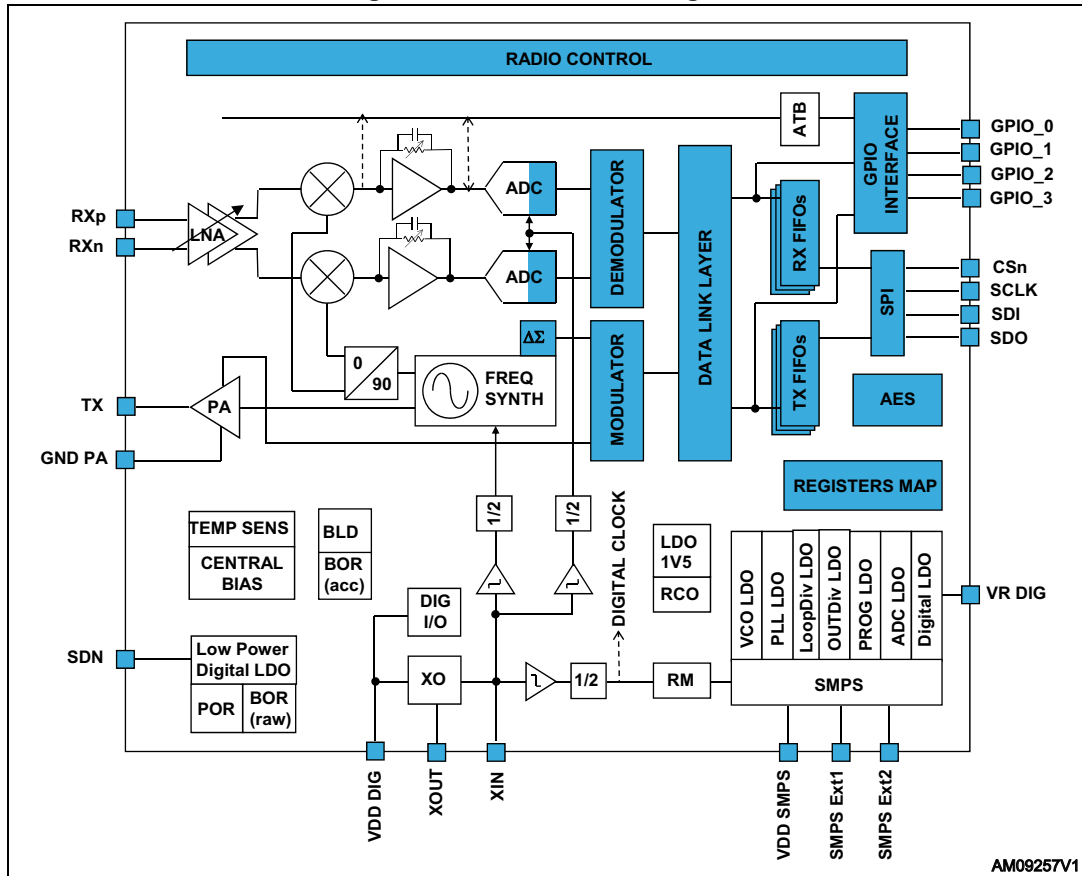 RADIO CONTROL
ATB
GPIO
INTERFACE
GPIO_0
GPIO_1
GPIO_2
GPIO_3
RXp
RXn
LNA
ADC
ADC
DEMODULATOR
DATA LINK LAYER
RX FIFOs
SPI
CSn
SCLK
SDI
SDO
ΔΣ
0
90
FREQ
SYNTH
MODULATOR
TX FIFOs
AES
TX
PA
GND PA
REGISTERS MAP
1/2
1/2
DIGITAL CLOCK
TEMP SENS
CENTRAL
BIAS
BLD
BOR
(acc)
LDO
1V5
RCO
VCO LDO
PLL LDO
LoopDiv LDO
OUTDiv LDO
PROG LDO
ADC LDO
Digital LDO
VR DIG
DIG
I/O
SDN
Low Power
Digital LDO
POR
BOR
(raw)
XO
1/2
RM
SMPS
VDD DIG
XOUT
XIN
VDD SMPS
SMPS Ext1
SMPS Ext2
AM09257V1